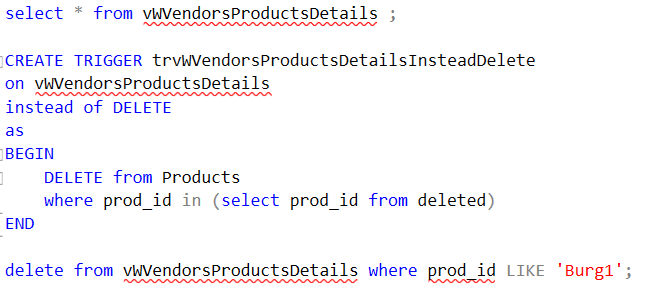 select * from vWVendorsProductsDetails ;
CREATE TRIGGER trvWVendorsProductsDetailsInsteadDelete
on vWVendorsProductsDetails
instead of DELETE
as
BEGIN
DELETE from Products
where prod_id in (select prod_id from deleted)
END
delete from vWVendorsProductsDetails where prod_id LIKE 'Burg1';